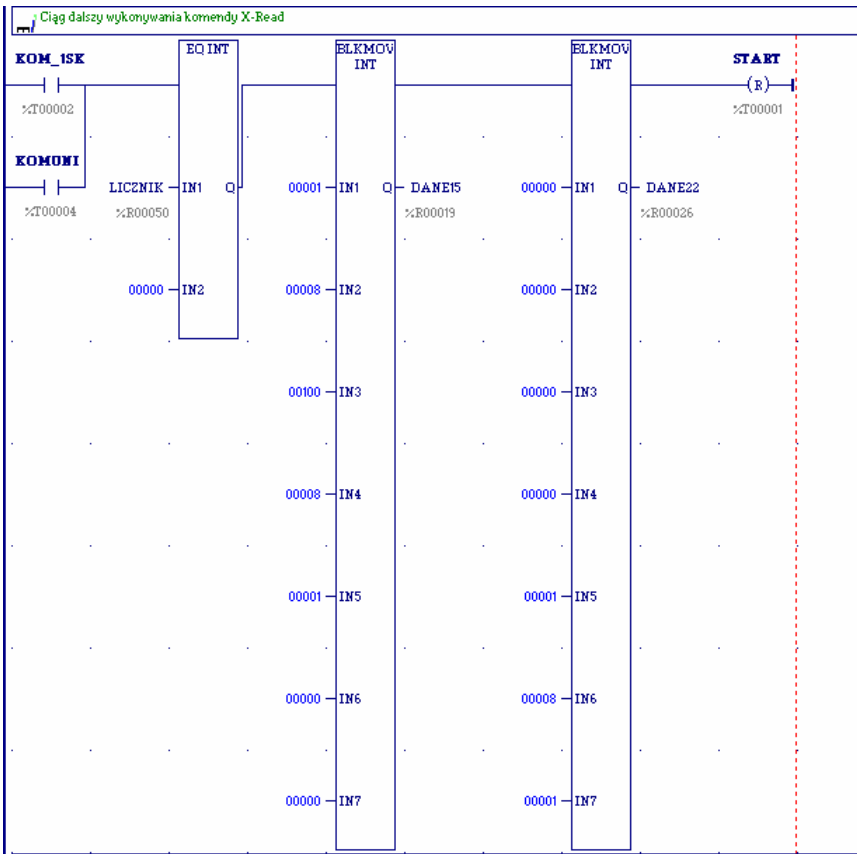 Ciąg dalszy wykonywania komendy X-Read
KOM_1SK EQ INT BLKMOV INT BLKMOV INT START
(R)
%T00002 %T00001
KOMUNI
LICZNIK IN1 Q 00001 IN1 Q DANE15 00000 IN1 Q DANE22
%T00004 %R00050 %R00019 %R00026
00000 IN2 00008 IN2 00000 IN2
00100 IN3 00000 IN3
00008 IN4 00000 IN4
00001 IN5 00001 IN5
00000 IN6 00008 IN6
00000 IN7 00001 IN7